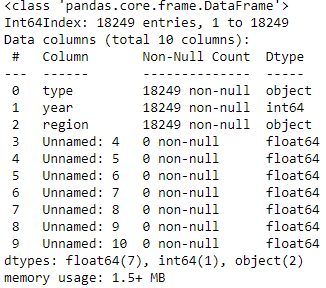 <class 'pandas.core.frame.DataFrame'>
Int64Index: 18249 entries, 1 to 18249
Data columns (total 10 columns):
 #   Column       Non-Null Count  Dtype
---  ------       --------------  -----
 0   type         18249 non-null  object
 1   year         18249 non-null  int64
 2   region       18249 non-null  object
 3   Unnamed: 4   0 non-null      float64
 4   Unnamed: 5   0 non-null      float64
 5   Unnamed: 6   0 non-null      float64
 6   Unnamed: 7   0 non-null      float64
 7   Unnamed: 8   0 non-null      float64
 8   Unnamed: 9   0 non-null      float64
 9   Unnamed: 10  0 non-null      float64
dtypes: float64(7), int64(1), object(2)
memory usage: 1.5+ MB